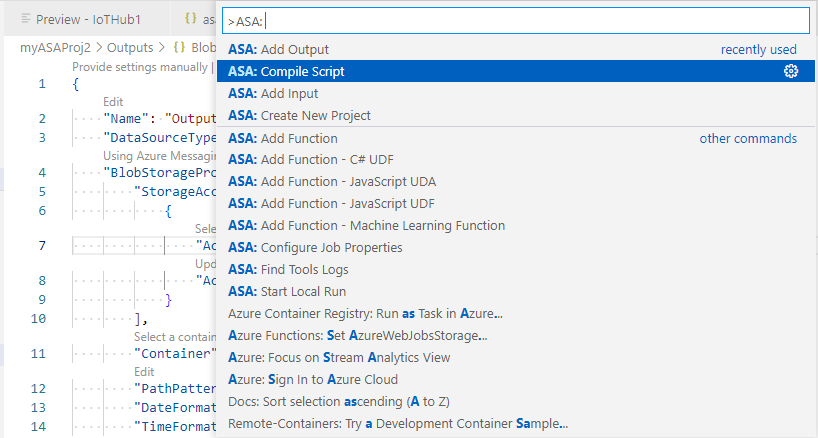 Preview - IoTHub1
{} as
>ASA:
myASAProj2 > Outputs > {} Blob
Provide settings manually |
1 {
Edit
2 "Name": "Output
3 "DataSourceType
Using Azure Messaging
4 "BlobStoragePro
5 "StorageAcc
6 {
Sele
7 "Ac
Upd
8 "Ac
9 }
10 ],
Select a contain
11 "Container"
Edit
12 "PathPatter
13 "DateFormat
14 "TimeFormat
ASA: Add Output recently used
ASA: Compile Script
ASA: Add Input
ASA: Create New Project
ASA: Add Function other commands
ASA: Add Function - C# UDF
ASA: Add Function - JavaScript UDA
ASA: Add Function - JavaScript UDF
ASA: Add Function - Machine Learning Function
ASA: Configure Job Properties
ASA: Find Tools Logs
ASA: Start Local Run
Azure Container Registry: Run as Task in Azure...
Azure Functions: Set AzureWebJobsStorage...
Azure: Focus on Stream Analytics View
Azure: Sign In to Azure Cloud
Docs: Sort selection ascending (A to Z)
Remote-Containers: Try a Development Container Sample...